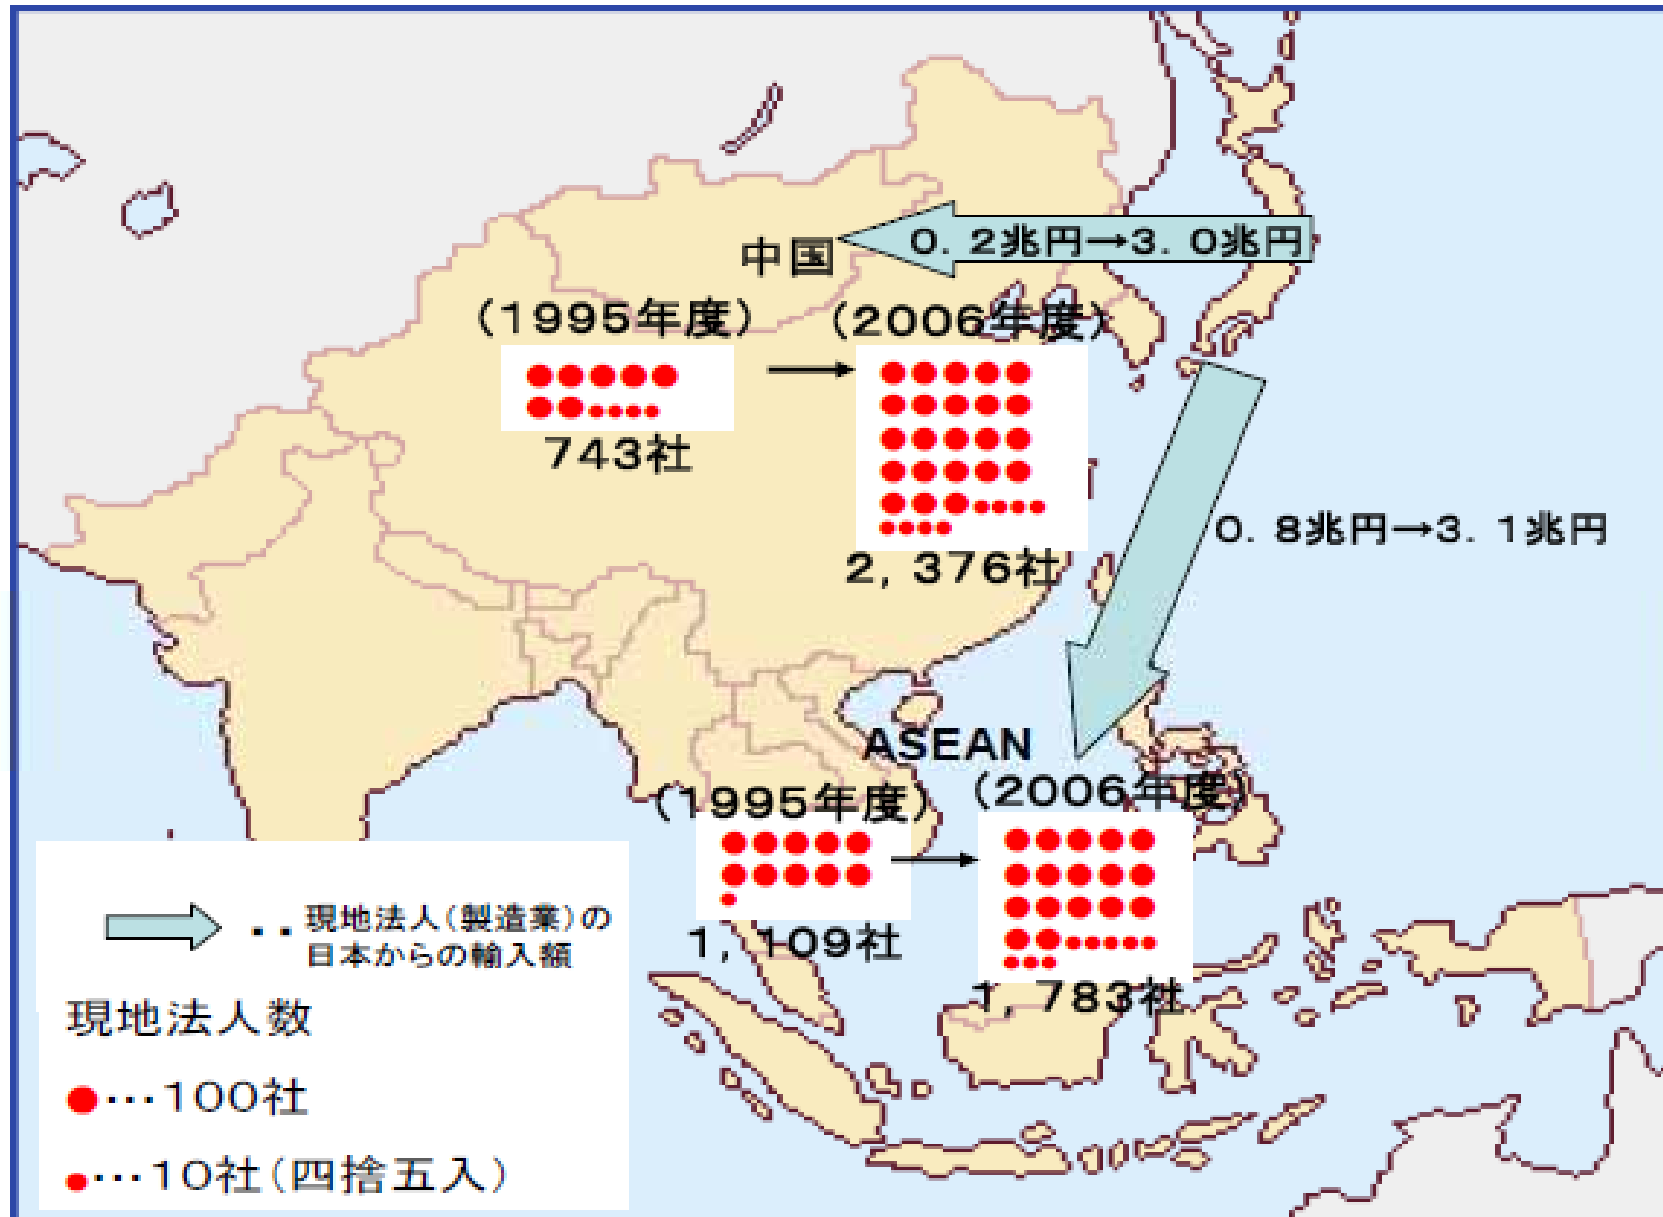 0. 2兆円→3. 0兆円
中国
(1995年度)
(2006年度)
743社
2, 376社
0. 8兆円→3. 1兆円
ASEAN
(1995年度)
(2006年度)
1, 109社
1, 783社
‥現地法人(製造業)の
日本からの輸入額
現地法人数
●…100社
●…10社(四捨五入)